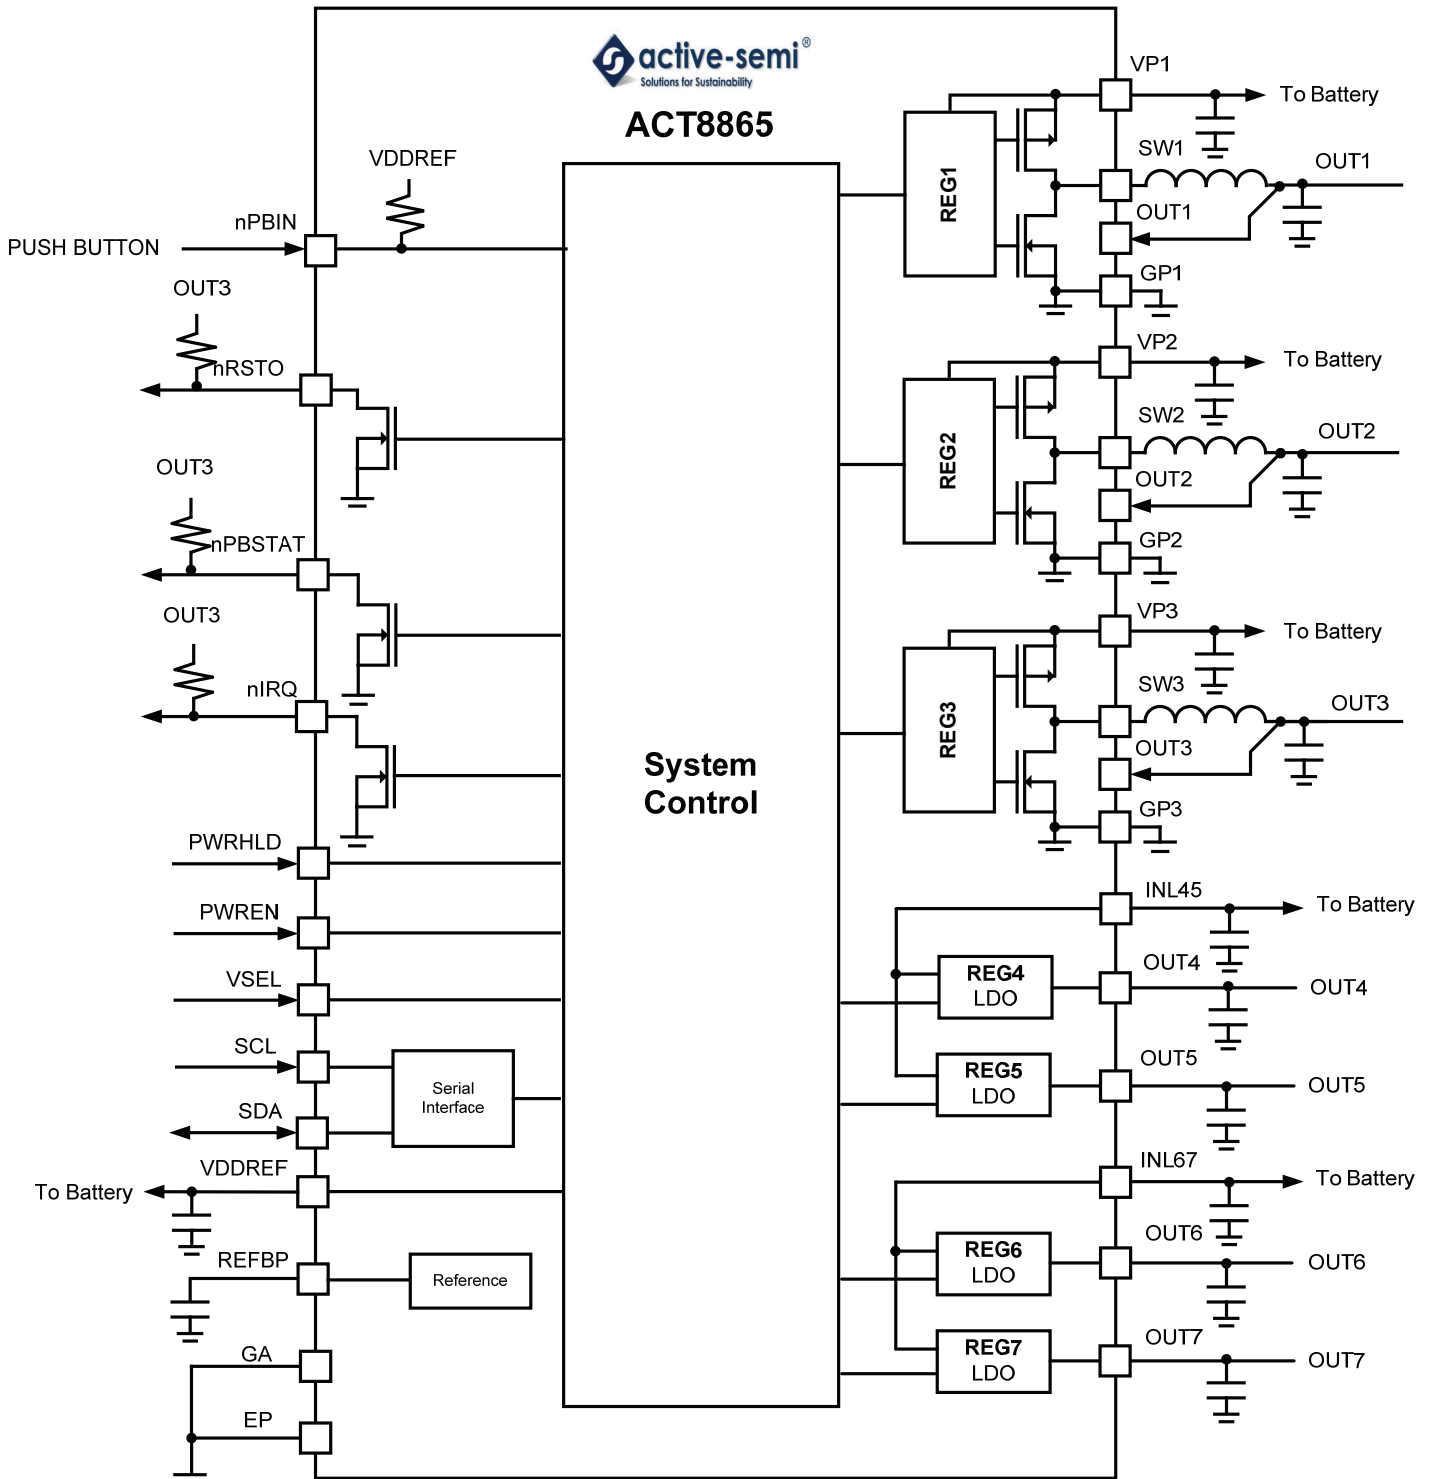 active-semi®
Solutions for Sustainability
ACT8865
VDDREF
nPBIN
PUSH BUTTON
OUT3
nRSTO
OUT3
nPBSTAT
OUT3
nIRQ
PWRHLD
PWREN
VSEL
SCL
SDA
Serial
Interface
VDDREF
To Battery
REFBP
Reference
GA
EP
System
Control
REG1
VP1
To Battery
SW1
OUT1
OUT1
GP1
REG2
VP2
To Battery
SW2
OUT2
OUT2
GP2
REG3
VP3
To Battery
SW3
OUT3
OUT3
GP3
INL45
To Battery
REG4
LDO
OUT4
OUT4
REG5
LDO
OUT5
OUT5
INL67
To Battery
REG6
LDO
OUT6
OUT6
REG7
LDO
OUT7
OUT7